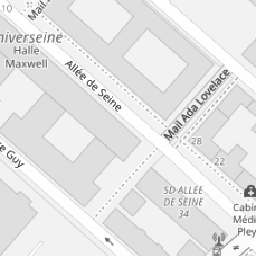 10
Mail
niverseine
Halle
Maxwell
Allée de Seine
Mail Ada Lovelace
28
22
re Guy
SD ALLÉE
DE SEINE
34
Cabin
Médic
Pley